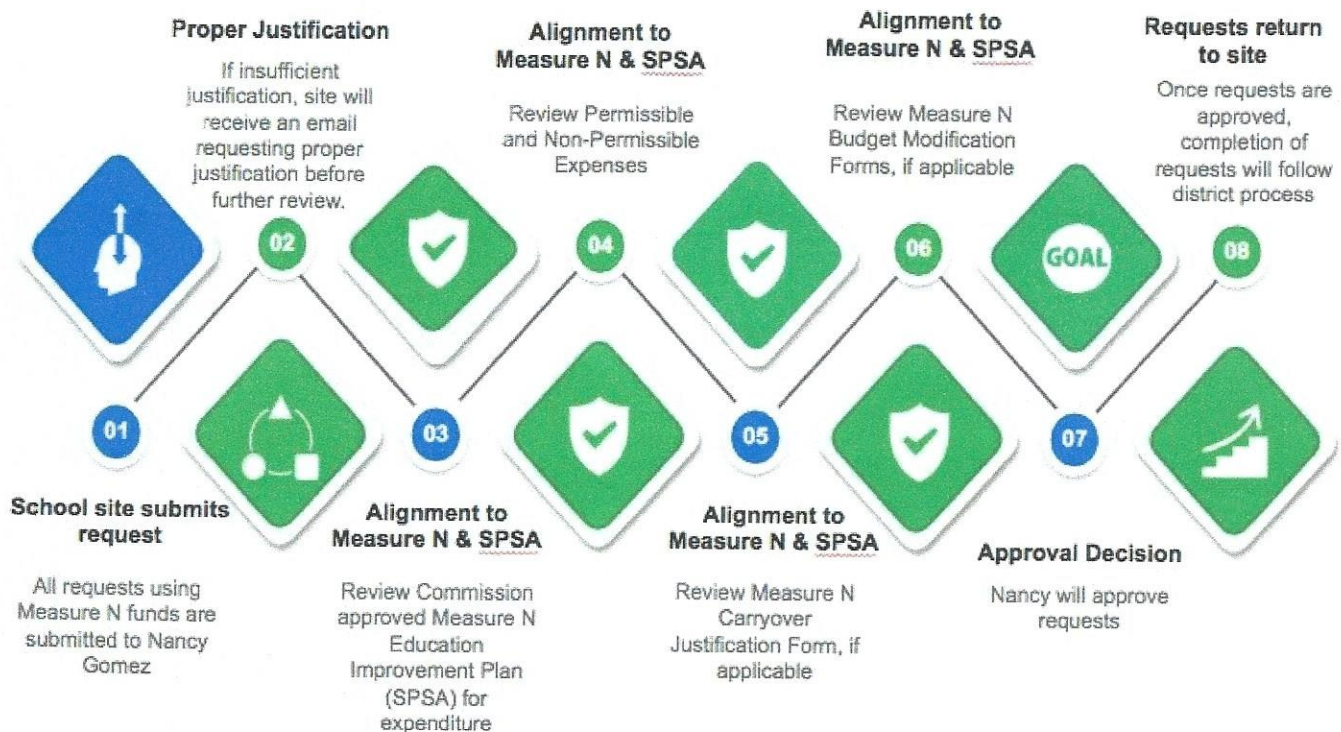 01
School site submits
request
All requests using
Measure N funds are
submitted to Nancy
Gomez
02
Proper Justification
If insufficient
justification, site will
receive an email
requesting proper
justification before
further review.
03
Alignment to
Measure N & SPSA
Review Commission
approved Measure N
Education
Improvement Plan
(SPSA) for
expenditure
04
Alignment to
Measure N & SPSA
Review Permissible
and Non-Permissible
Expenses
05
Alignment to
Measure N & SPSA
Review Measure N
Carryover
Justification Form, if
applicable
06
Alignment to
Measure N & SPSA
Review Measure N
Budget Modification
Forms, if applicable
GOAL
07
Approval Decision
Nancy will approve
requests
08
Requests return
to site
Once requests are
approved,
completion of
requests will follow
district process